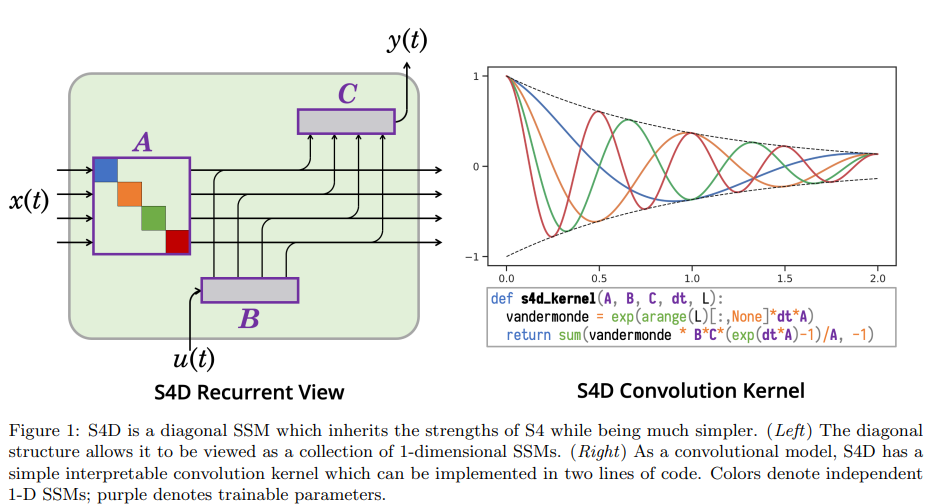 y(t)
C
A
x(t)
B
u(t)
S4D Recurrent View
1
0
−1
0.0 0.5 1.0 1.5 2.0
def s4d_kernel(A, B, C, dt, L):
  vandermonde = exp(arange(L)[:,None]*dt*A)
  return sum(vandermonde * B*C*(exp(dt*A)-1)/A, -1)
S4D Convolution Kernel
Figure 1: S4D is a diagonal SSM which inherits the strengths of S4 while being much simpler. (Left) The diagonal
structure allows it to be viewed as a collection of 1-dimensional SSMs. (Right) As a convolutional model, S4D has a
simple interpretable convolution kernel which can be implemented in two lines of code. Colors denote independent
1-D SSMs; purple denotes trainable parameters.